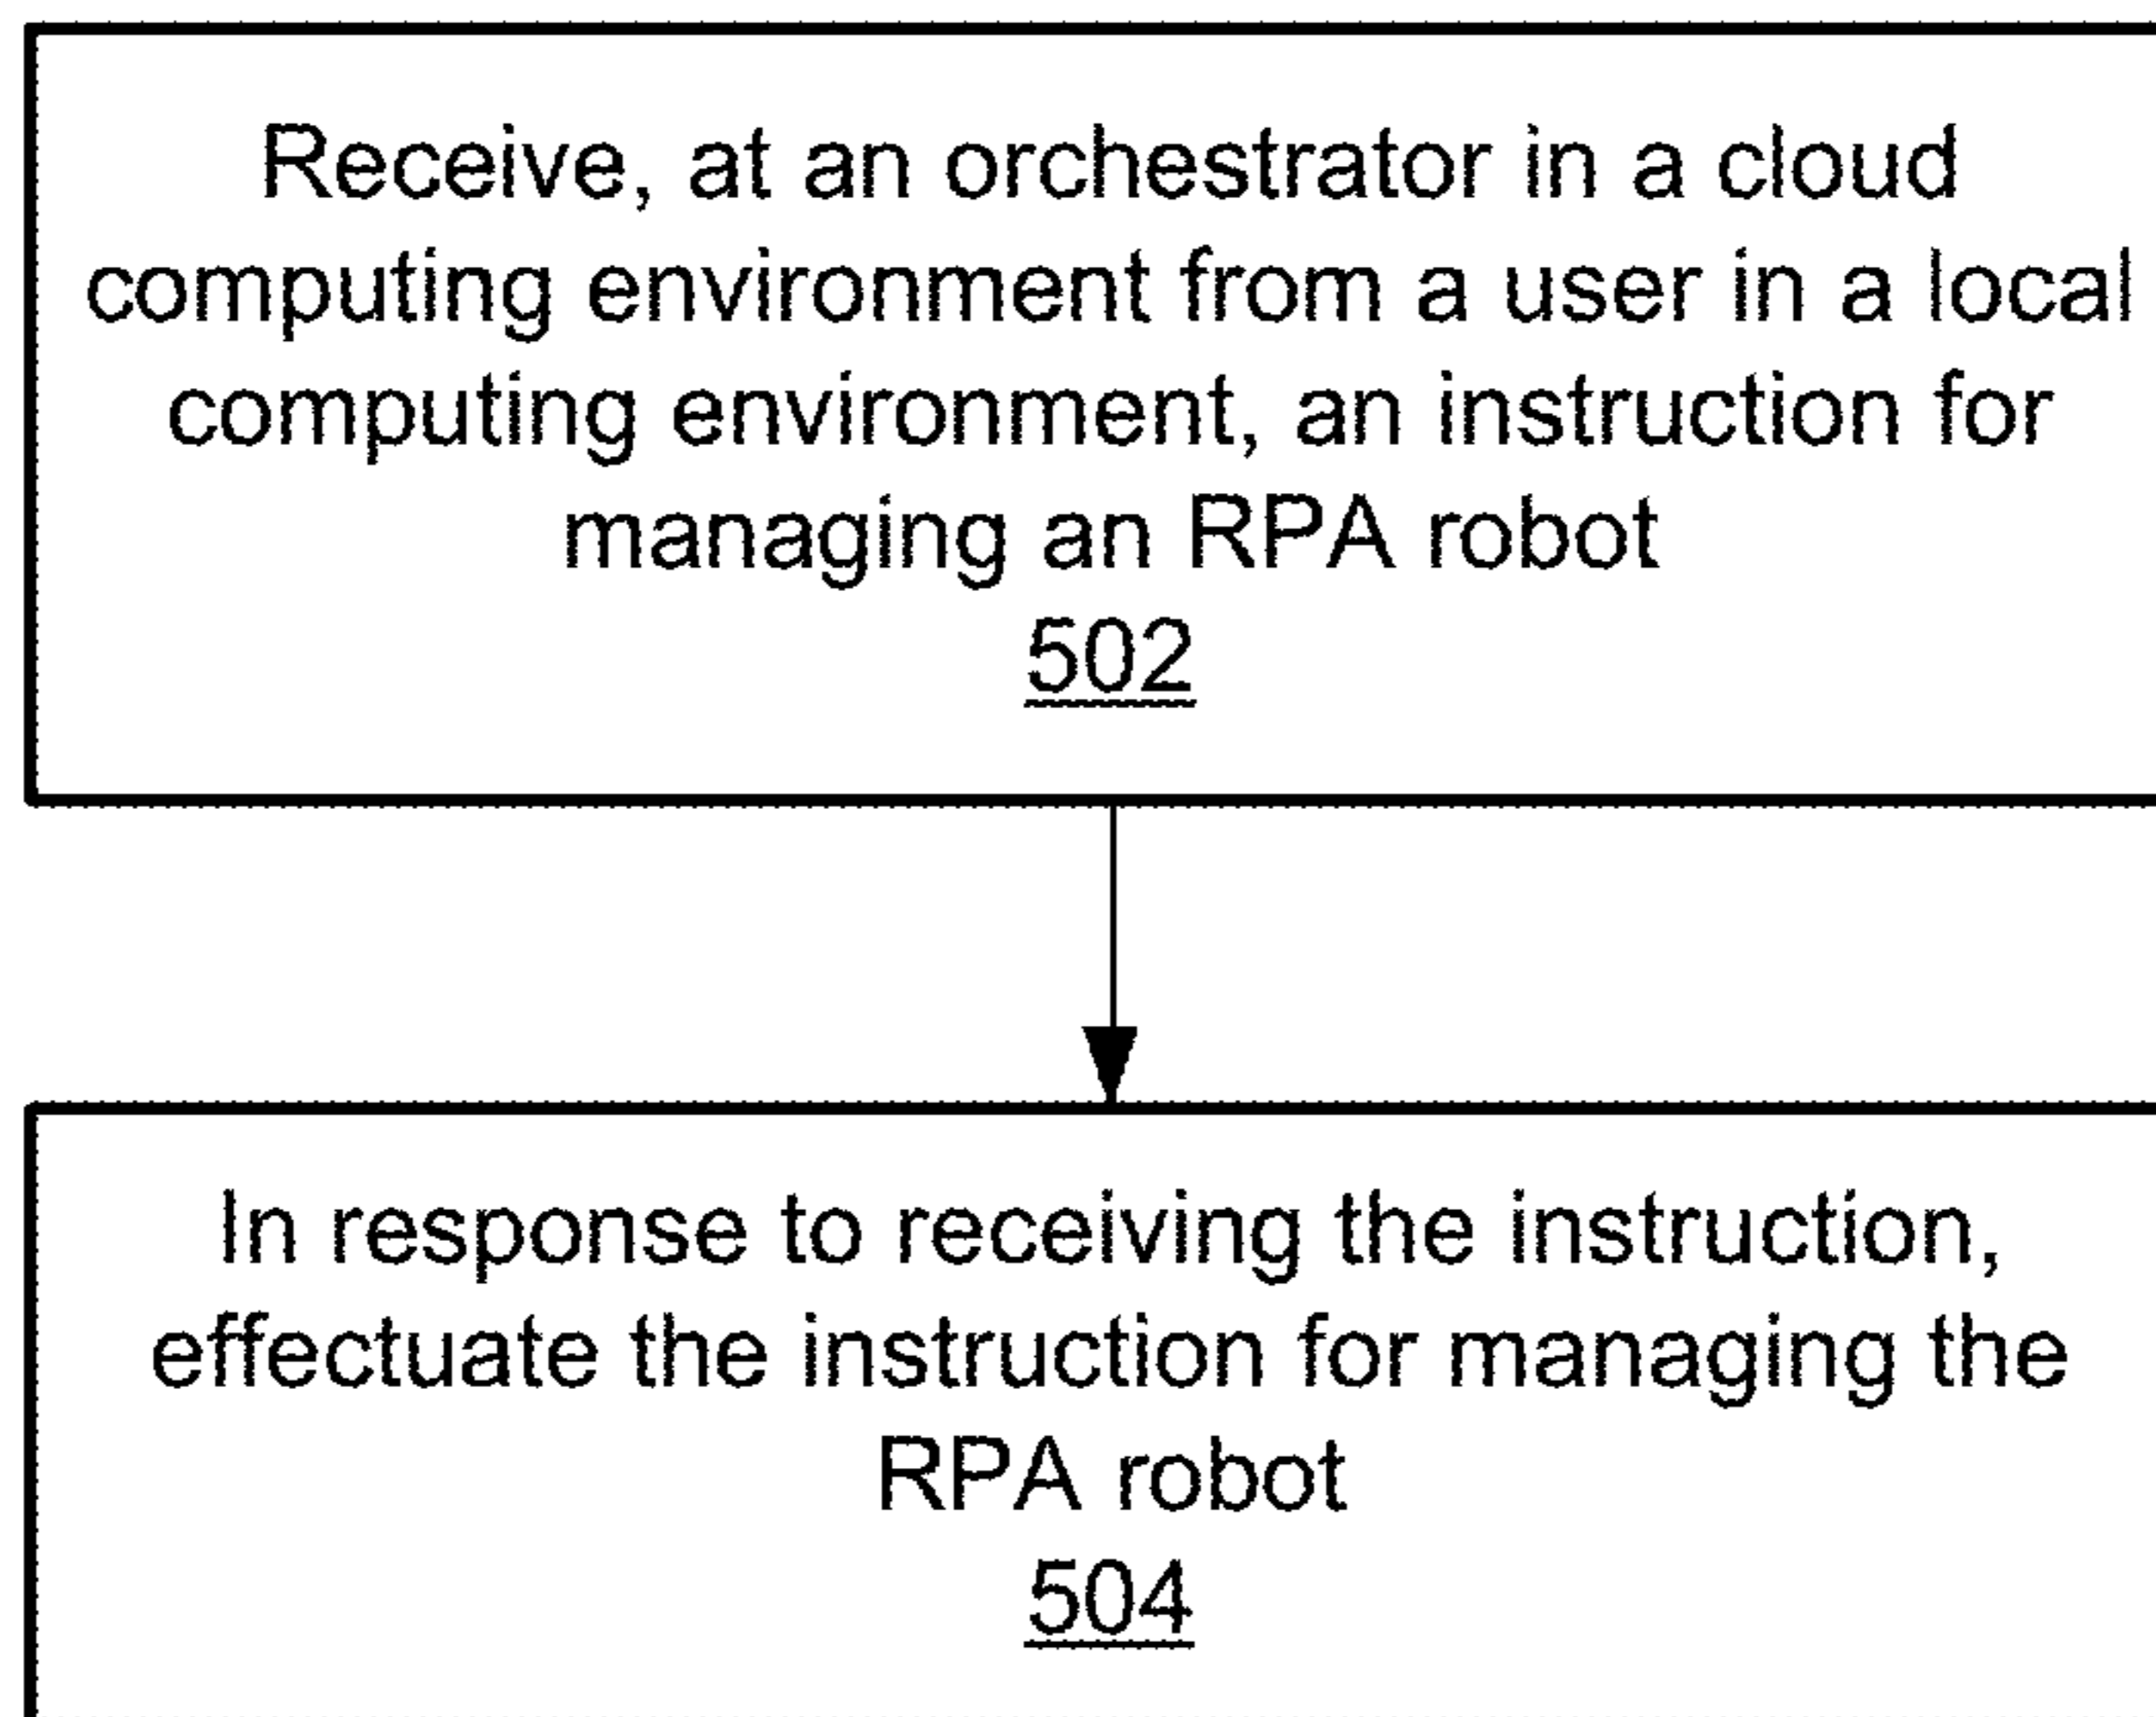 Receive, at an orchestrator in a cloud
computing environment from a user in a local
computing environment, an instruction for
managing an RPA robot
502
In response to receiving the instruction,
effectuate the instruction for managing the
RPA robot
504